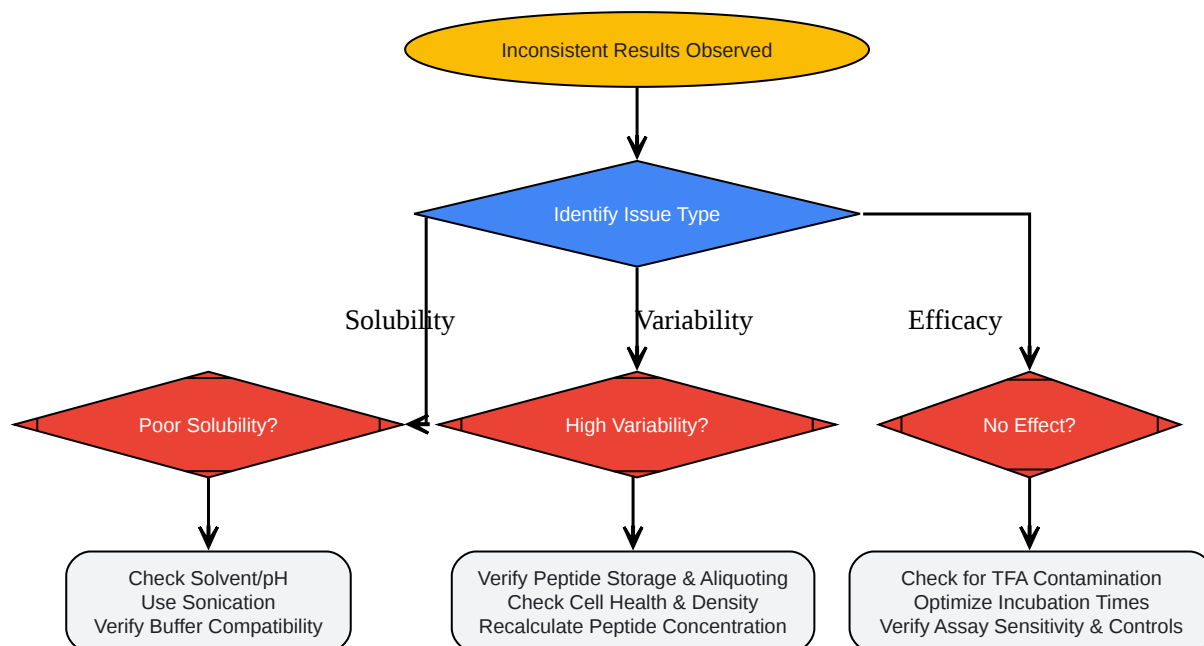 Inconsistent Results Observed
Identify Issue Type
Solubility
Variability
Efficacy
Poor Solubility?
High Variability?
No Effect?
Check Solvent/pH
Use Sonication
Verify Buffer Compatibility
Verify Peptide Storage & Aliquoting
Check Cell Health & Density
Recalculate Peptide Concentration
Check for TFA Contamination
Optimize Incubation Times
Verify Assay Sensitivity & Controls